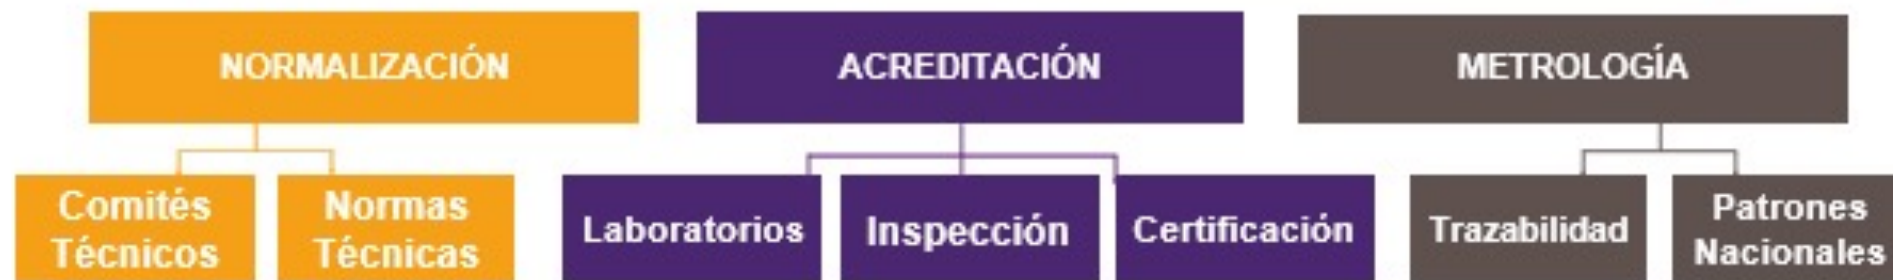 NORMALIZACIÓN
ACREDITACIÓN
METROLOGÍA
Comités
Técnicos
Normas
Técnicas
Laboratorios
Inspección
Certificación
Trazabilidad
Patrones
Nacionales